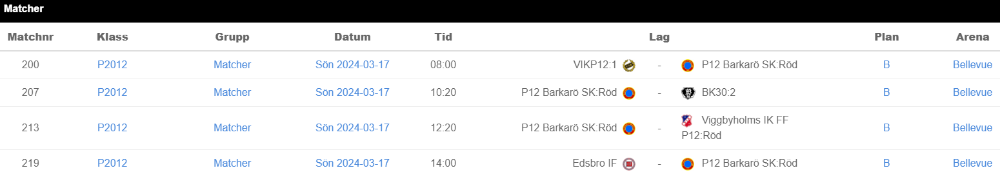 Matcher
Matchnr Klass Grupp Datum Tid Lag Plan Arena
200 P2012 Matcher Sön 2024-03-17 08:00 VIKP12:1 - P12 Barkarö SK:Röd B Bellevue
207 P2012 Matcher Sön 2024-03-17 10:20 P12 Barkarö SK:Röd - BK30:2 B Bellevue
213 P2012 Matcher Sön 2024-03-17 12:20 P12 Barkarö SK:Röd - Viggbyholms IK FF
P12:Röd B Bellevue
219 P2012 Matcher Sön 2024-03-17 14:00 Edsbro IF - P12 Barkarö SK:Röd B Bellevue